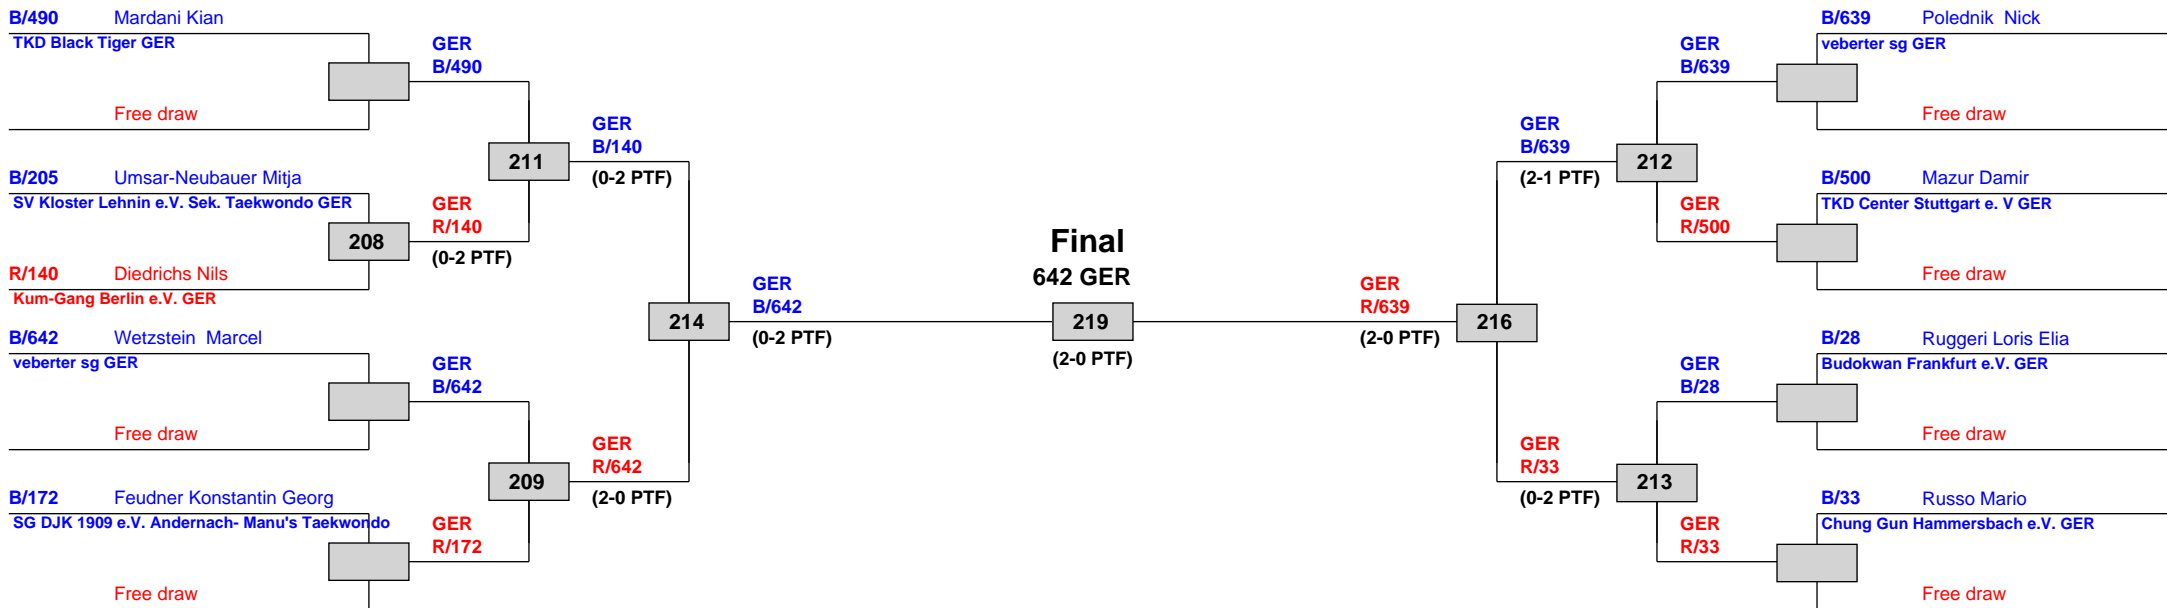 B/490 Mardani Kian
TKD Black Tiger GER
Free draw
B/205 Umsar-Neubauer Mitja
SV Kloster Lehnin e.V. Sek. Taekwondo GER
208
R/140 Diedrichs Nils
Kum-Gang Berlin e.V. GER
B/642 Wetzstein Marcel
veberter sg GER
Free draw
B/172 Feudner Konstantin Georg
SG DJK 1909 e.V. Andernach- Manu's Taekwondo
Free draw
GER
B/490
211
GER
R/140
(0-2 PTF)
GER
B/642
209
GER
R/172
GER
B/140
(0-2 PTF)
214
GER
R/642
(2-0 PTF)
GER
B/642
(0-2 PTF)
Final
642 GER
219
(2-0 PTF)
GER
R/639
(2-0 PTF)
216
GER
B/639
(2-1 PTF)
212
GER
R/33
(0-2 PTF)
213
GER
B/639
GER
R/500
GER
B/28
GER
R/33
B/639 Polednik Nick
veberter sg GER
Free draw
B/500 Mazur Damir
TKD Center Stuttgart e. V GER
Free draw
B/28 Ruggeri Loris Elia
Budokwan Frankfurt e.V. GER
Free draw
B/33 Russo Mario
Chung Gun Hammersbach e.V. GER
Free draw